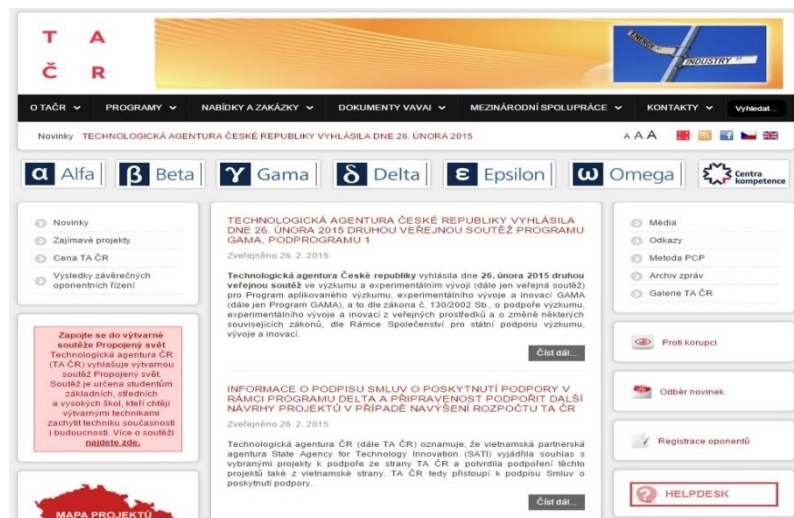 T A
Č R
ENERGY ST
INDUSTRY ST
O TAČR PROGRAMY NABÍDKY A ZAKÁZKY DOKUMENTY VAVAI MEZINÁRODNÍ SPOLUPRÁCE KONTAKTY Vyhledat...
Novinky TECHNOLOGICKÁ AGENTURA ČESKÉ REPUBLIKY VYHLÁSILA DNE 26. ÚNORA 2015 A A A
α Alfa β Beta γ Gama δ Delta ε Epsilon ω Omega Centra
kompetence
Novinky
Zajímavé projekty
Cena TA ČR
Výsledky závěrečných
oponentních řízení
Zapojte se do výtvarné
soutěže Propojený svět
Technologická agentura ČR
(TA ČR) vyhlašuje výtvarnou
soutěž Propojený svět.
Soutěž je určena studentům
základních, středních
a vysokých škol, kteří chtějí
výtvarnými technikami
zachytit techniku současnosti
i budoucnosti. Více o soutěži
najdete zde.
MAPA PROJEKTŮ
TECHNOLOGICKÁ AGENTURA ČESKÉ REPUBLIKY VYHLÁSILA
DNE 26. ÚNORA 2015 DRUHOU VEŘEJNOU SOUTĚŽ PROGRAMU
GAMA, PODPROGRAMU 1
Zveřejněno 26. 2. 2015
Technologická agentura České republiky vyhlásila dne 26. února 2015 druhou
veřejnou soutěž ve výzkumu a experimentálním vývoji (dále jen veřejná soutěž)
pro Program aplikovaného výzkumu, experimentálního vývoje a inovací GAMA
(dále jen Program GAMA), a to dle zákona č. 130/2002 Sb., o podpoře výzkumu,
experimentálního vývoje a inovací z veřejných prostředků a o změně některých
souvisejících zákonů, dle Rámce Společenství pro státní podporu výzkumu,
vývoje a inovací.
Číst dál...
INFORMACE O PODPISU SMLUV O POSKYTNUTÍ PODPORY V
RÁMCI PROGRAMU DELTA A PŘIPRAVENOST PODPOŘIT DALŠÍ
NÁVRHY PROJEKTŮ V PŘÍPADĚ NAVÝŠENÍ ROZPOČTU TA ČR
Zveřejněno 26. 2. 2015
Technologická agentura ČR (dále TA ČR) oznamuje, že vietnamská partnerská
agentura State Agency for Technology Innovation (SATI) vyjádřila souhlas s
vybranými projekty k podpoře ze strany TA ČR a potvrdila podpoření těchto
projektů také z vietnamské strany. TA ČR tedy přistoupí k podpisu Smluv o
poskytnutí podpory.
Číst dál...
Média
Odkazy
Metoda PCP
Archiv zpráv
Galerie TA ČR
Proti korupci
Odběr novinek
Registrace oponentů
HELPDESK